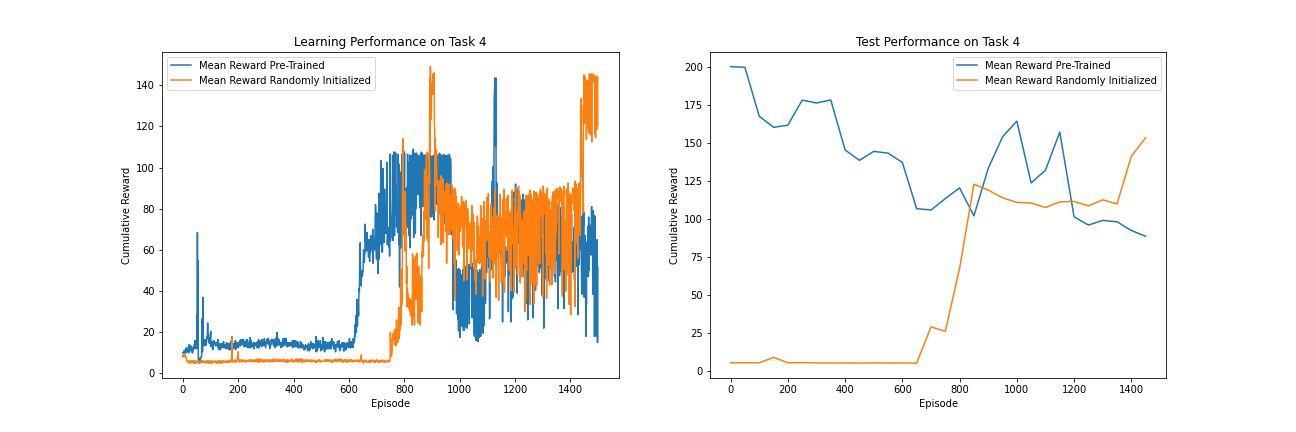 Learning Performance on Task 4
Mean Reward Pre-Trained
Mean Reward Randomly Initialized
140
120
100
80
60
40
20
0
Cumulative Reward
0 200 400 600 800 1000 1200 1400
Episode
Test Performance on Task 4
Mean Reward Pre-Trained
Mean Reward Randomly Initialized
200
175
150
125
100
75
50
25
0
Cumulative Reward
0 200 400 600 800 1000 1200 1400
Episode